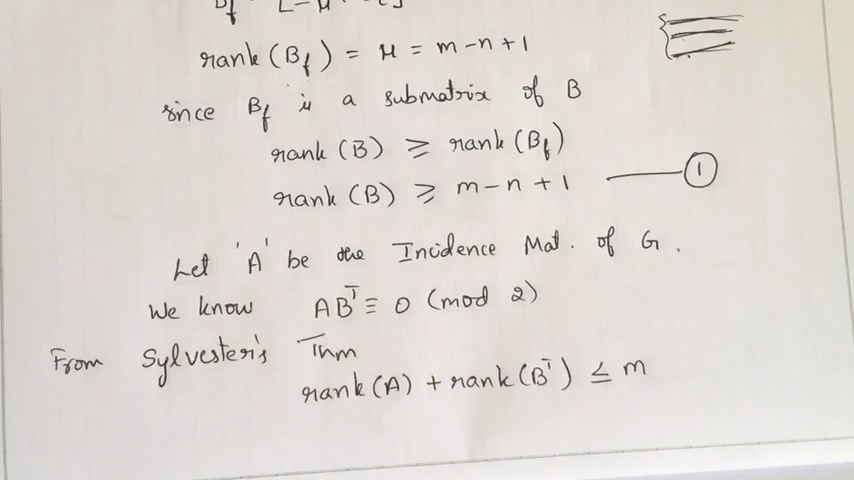 rank (Bf) = μ = m-n+1
since Bf is a submatrix of B
rank (B) ≥ rank (Bf)
rank (B) ≥ m-n+1 ——— ①
Let 'A' be the Incidence Mat. of G.
We know ABᵀ ≡ 0 (mod 2)
From Sylvester's Thm
rank (A) + rank (Bᵀ) ≤ m